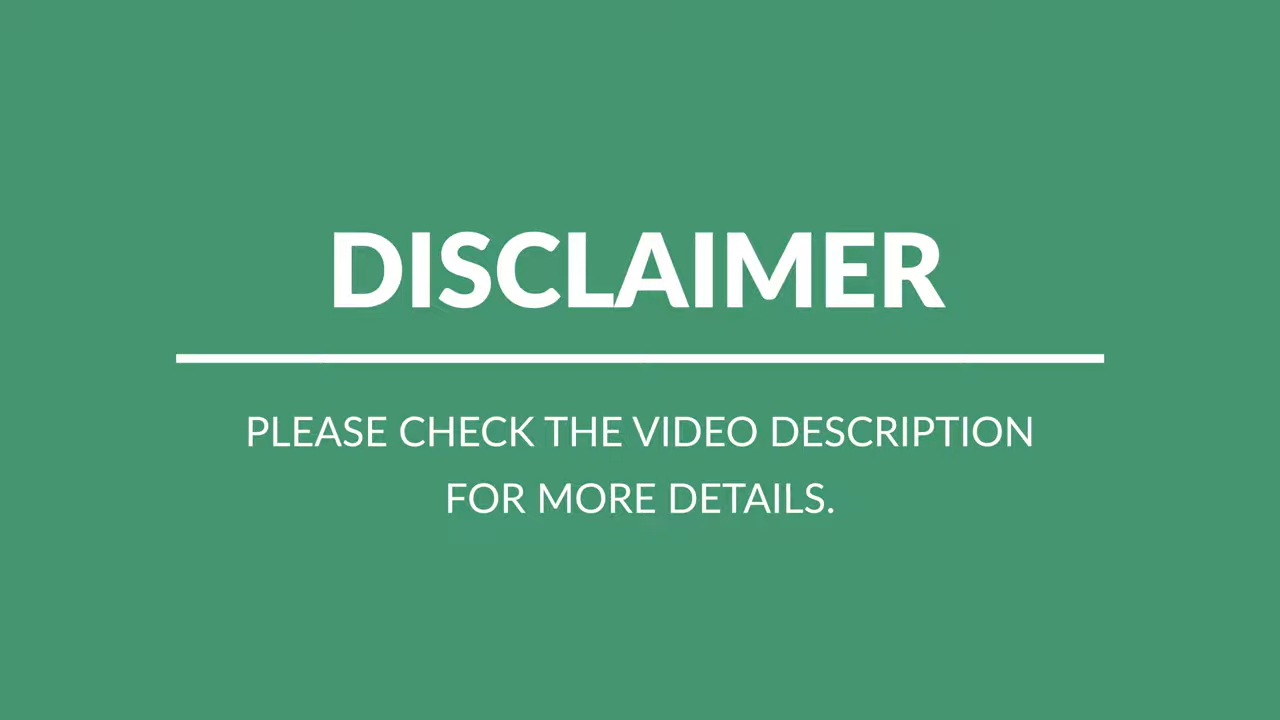 DISCLAIMER
PLEASE CHECK THE VIDEO DESCRIPTION
FOR MORE DETAILS.